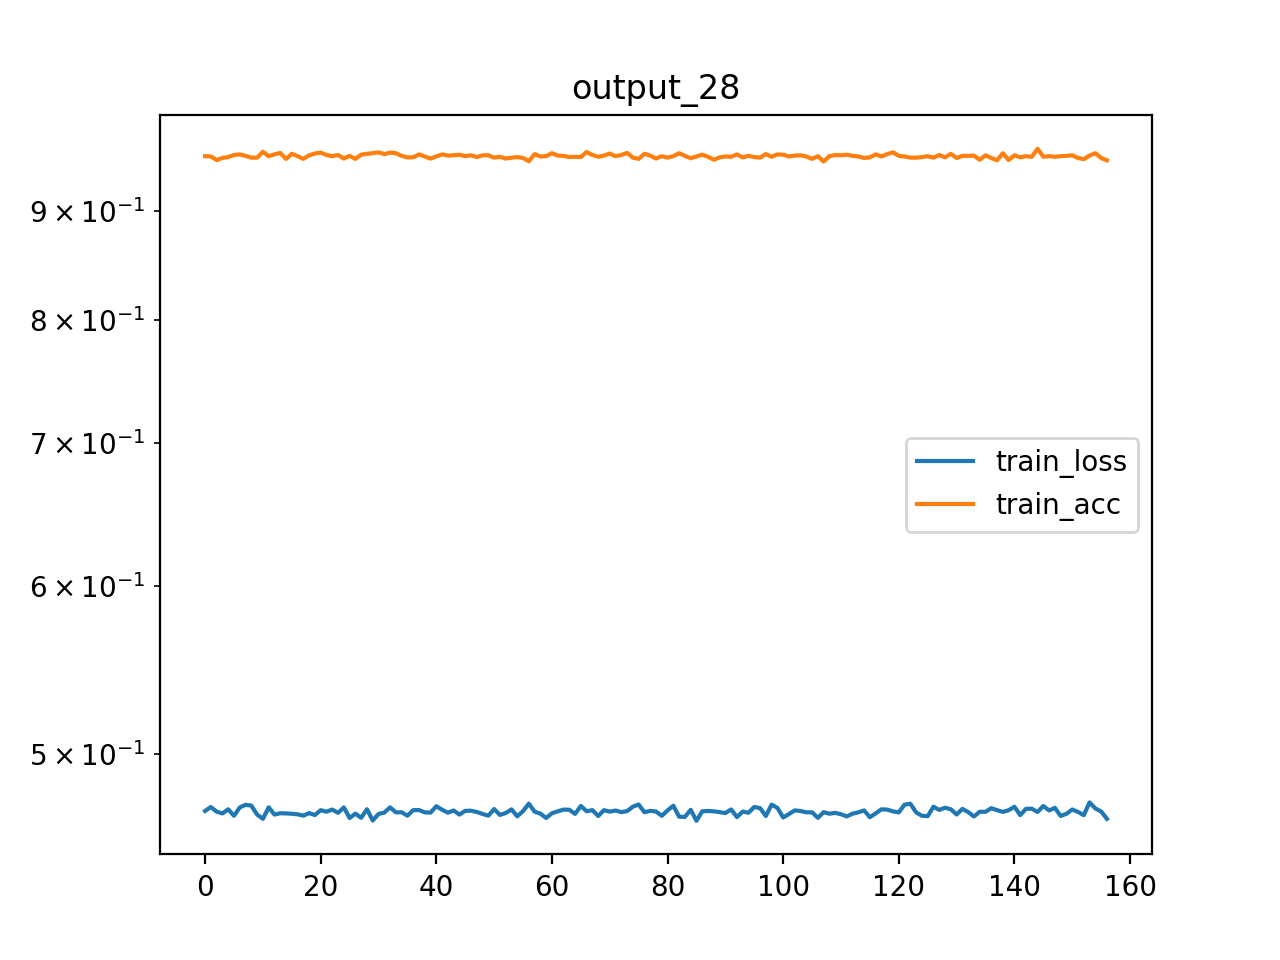 output_28
9 × 10⁻¹
8 × 10⁻¹
7 × 10⁻¹
6 × 10⁻¹
5 × 10⁻¹
train_loss
train_acc
0 20 40 60 80 100 120 140 160